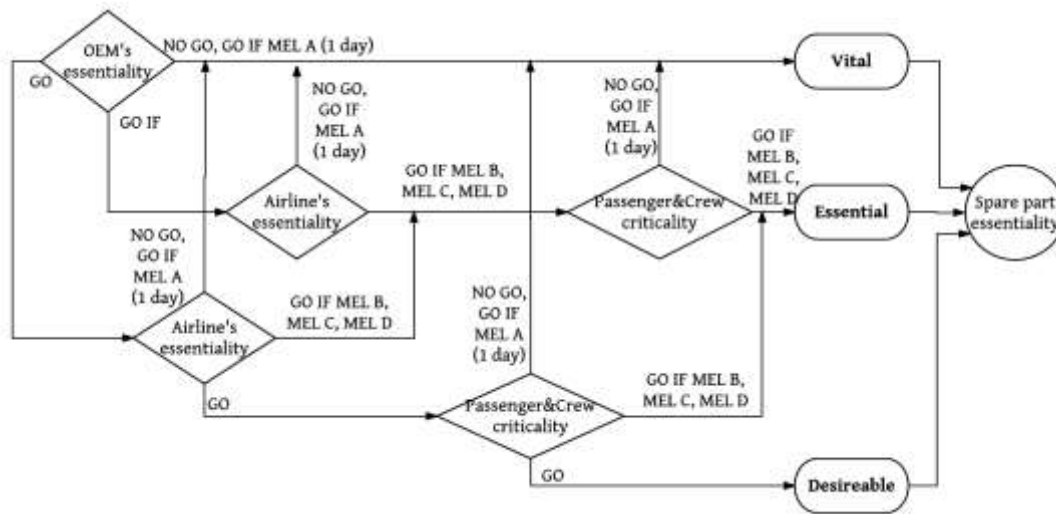 OEM's
essentiality
NO GO, GO IF MEL A (1 day)
GO
GO IF
Vital
NO GO,
GO IF
MEL A
(1 day)
NO GO,
GO IF
MEL A
(1 day)
GO IF
MEL B,
MEL C,
MEL D
Airline's
essentiality
GO IF MEL B,
MEL C, MEL D
Passenger&Crew
criticality
Essential
Spare part
essentiality
NO GO,
GO IF
MEL A
(1 day)
Airline's
essentiality
GO IF MEL B,
MEL C, MEL D
NO GO,
GO IF
MEL A
(1 day)
GO
Passenger&Crew
criticality
GO IF MEL B,
MEL C, MEL D
GO
Desireable